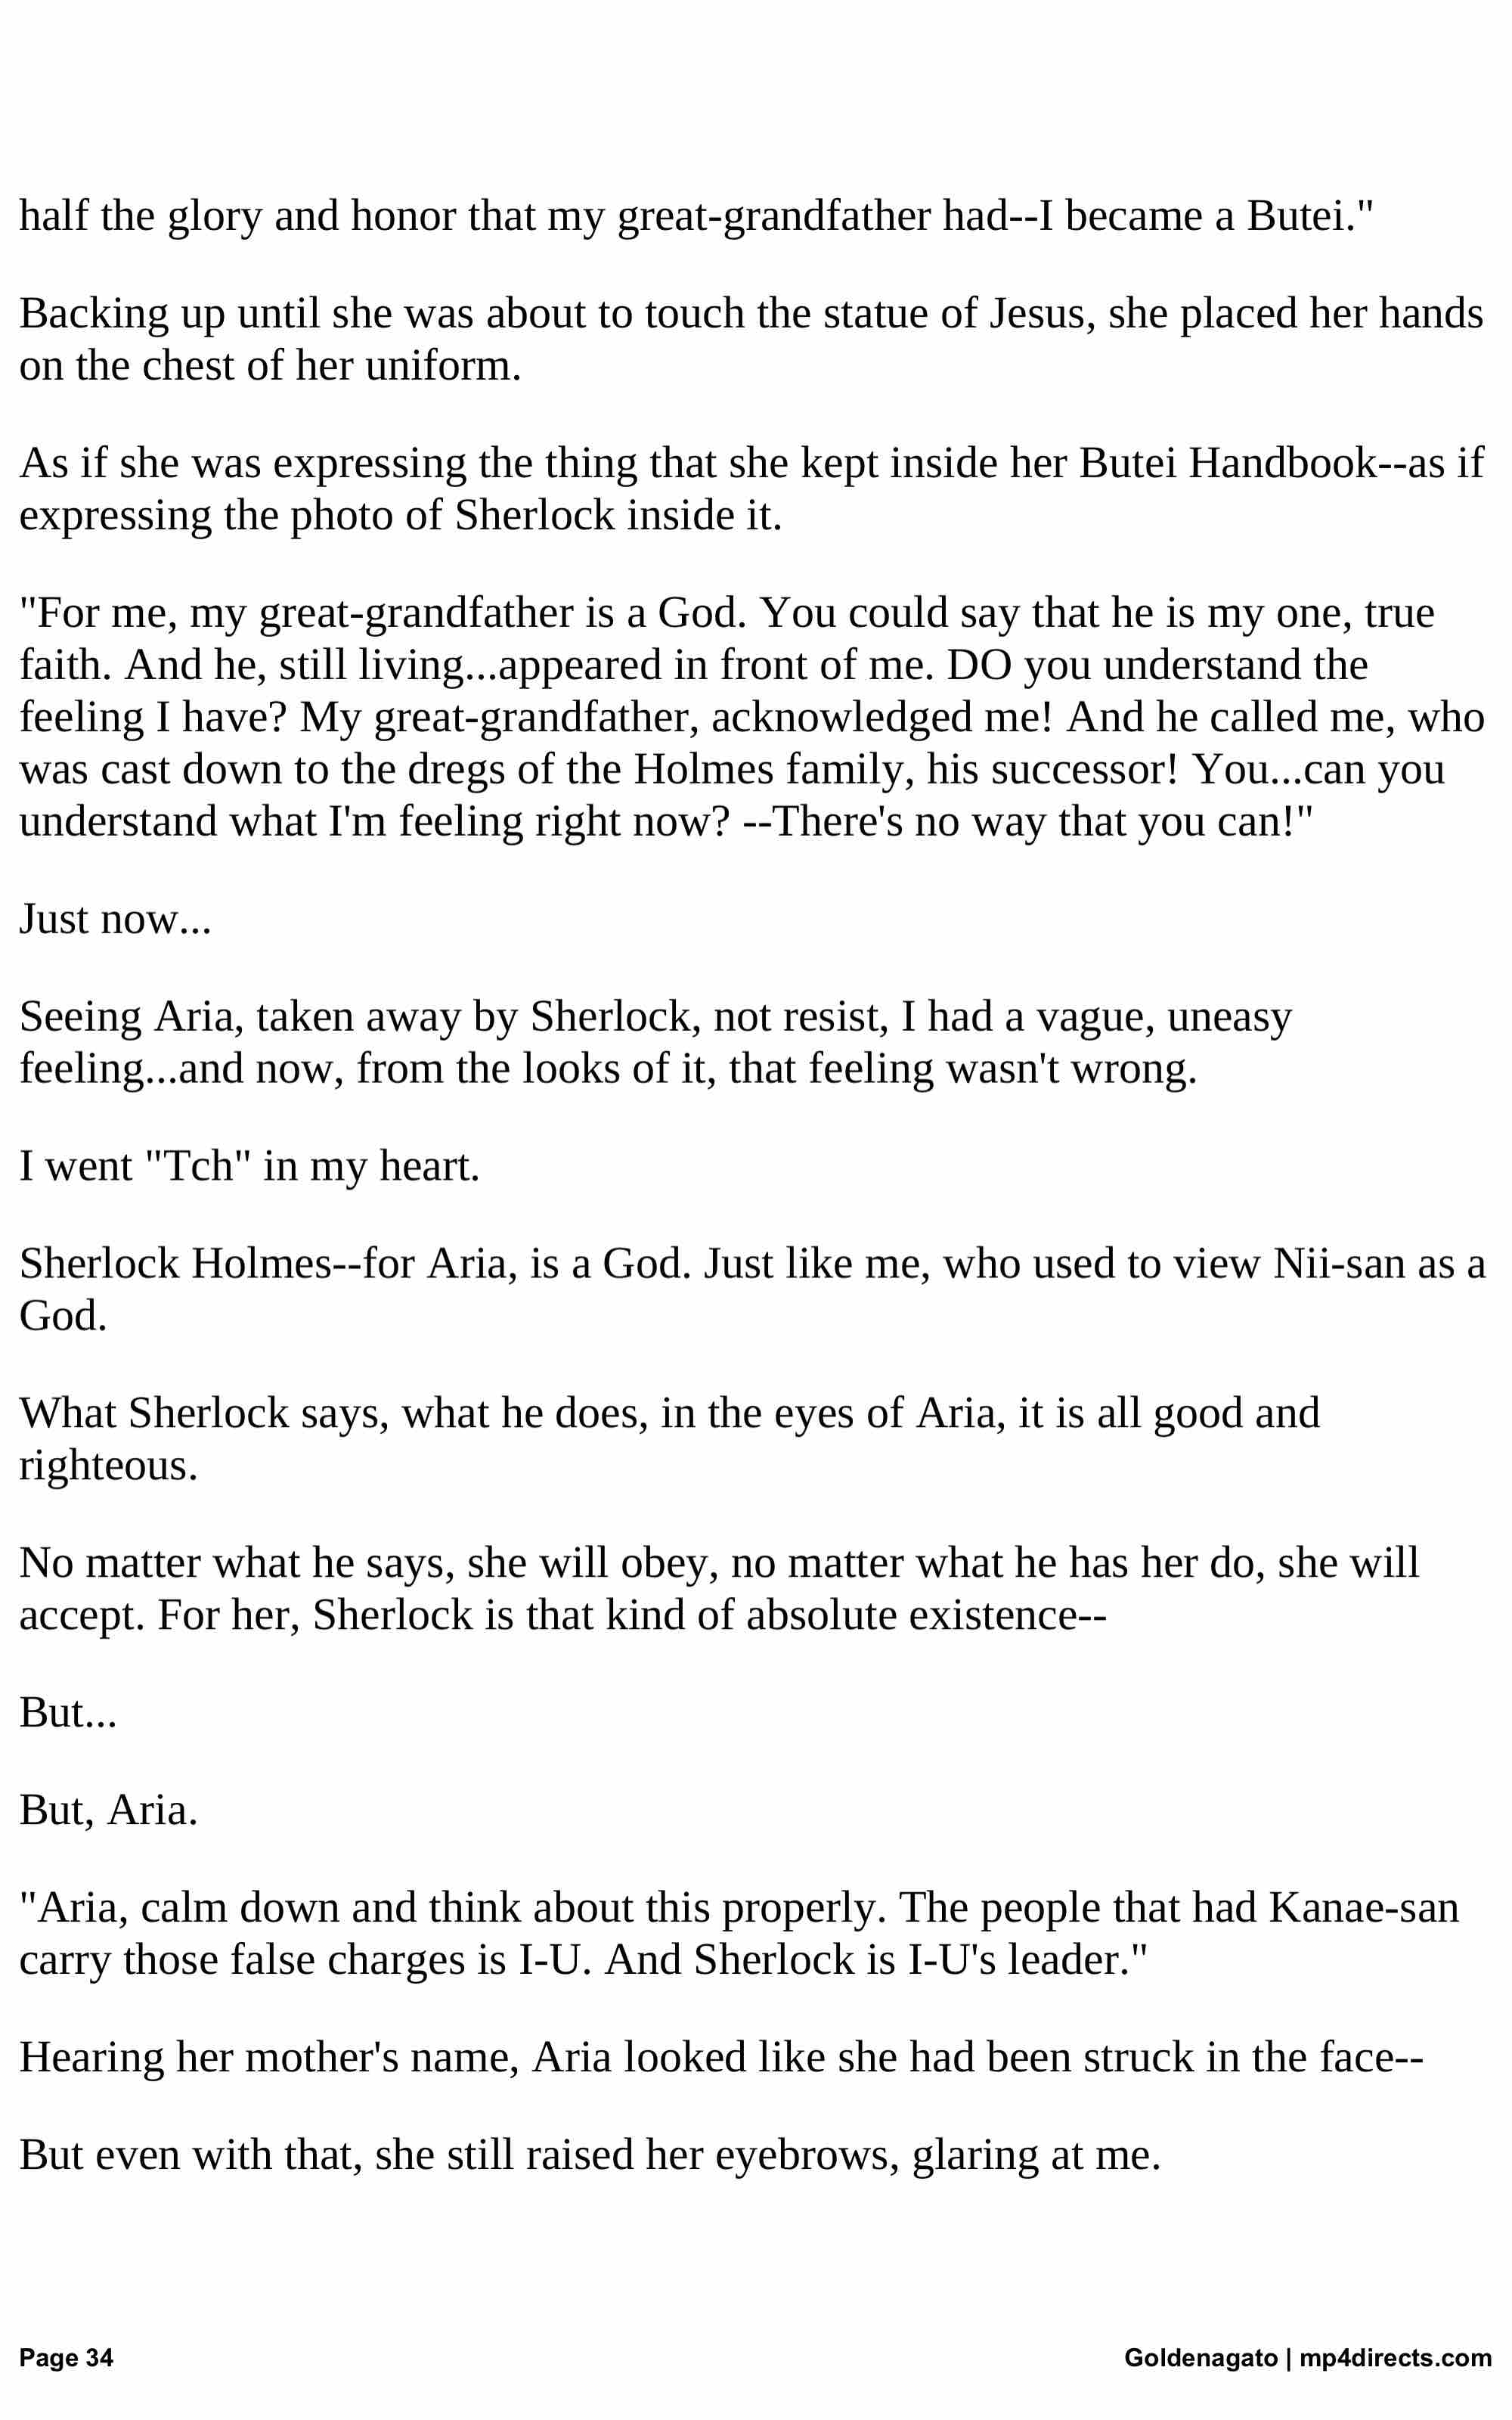 half the glory and honor that my great-grandfather had--I became a Butei."
Backing up until she was about to touch the statue of Jesus, she placed her hands
on the chest of her uniform.
As if she was expressing the thing that she kept inside her Butei Handbook--as if
expressing the photo of Sherlock inside it.
"For me, my great-grandfather is a God. You could say that he is my one, true
faith. And he, still living...appeared in front of me. DO you understand the
feeling I have? My great-grandfather, acknowledged me! And he called me, who
was cast down to the dregs of the Holmes family, his successor! You...can you
understand what I'm feeling right now? --There's no way that you can!"
Just now...
Seeing Aria, taken away by Sherlock, not resist, I had a vague, uneasy
feeling...and now, from the looks of it, that feeling wasn't wrong.
I went "Tch" in my heart.
Sherlock Holmes--for Aria, is a God. Just like me, who used to view Nii-san as a
God.
What Sherlock says, what he does, in the eyes of Aria, it is all good and
righteous.
No matter what he says, she will obey, no matter what he has her do, she will
accept. For her, Sherlock is that kind of absolute existence--
But...
But, Aria.
"Aria, calm down and think about this properly. The people that had Kanae-san
carry those false charges is I-U. And Sherlock is I-U's leader."
Hearing her mother's name, Aria looked like she had been struck in the face--
But even with that, she still raised her eyebrows, glaring at me.
Page 34
Goldenagato | mp4directs.com